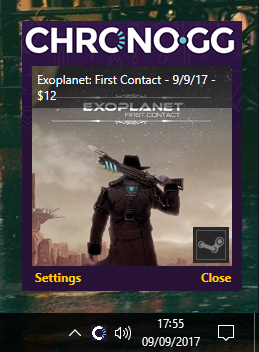 CHRONO.GG
Exoplanet: First Contact - 9/9/17 -
$12
EXOPLANET
FIRST CONTACT
Settings Close
17:55
09/09/2017